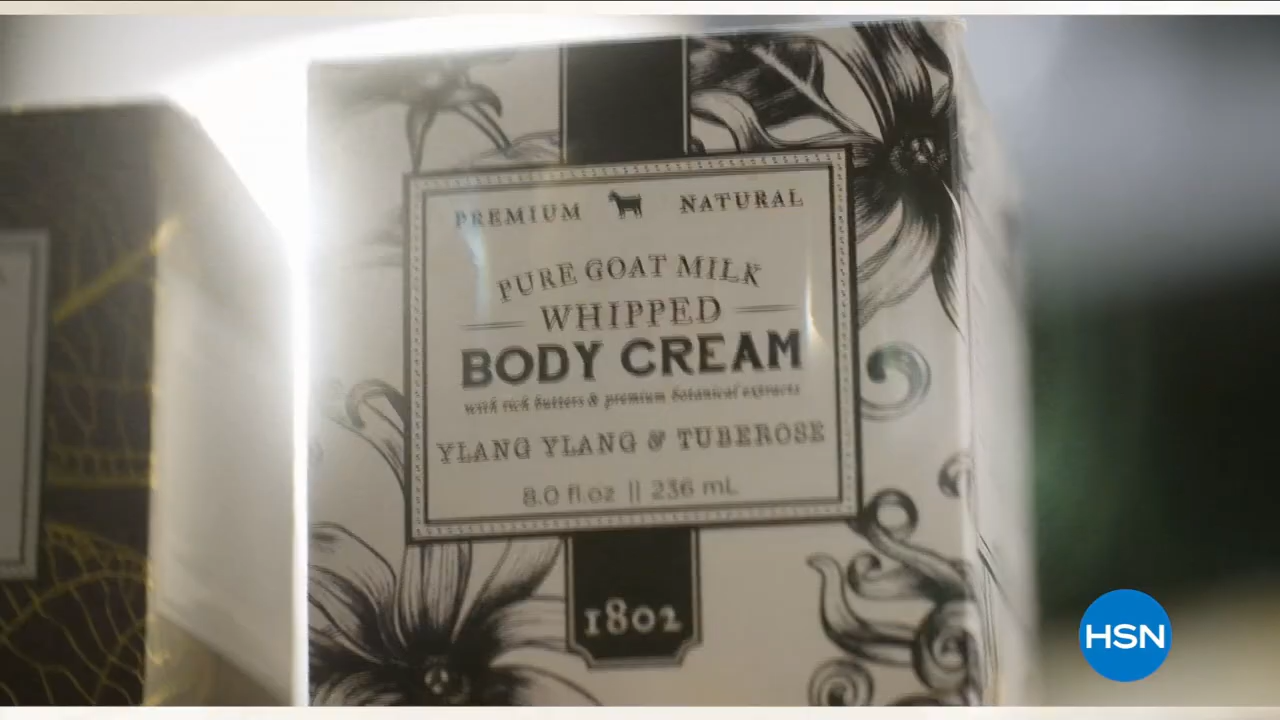 PREMIUM NATURAL
PURE GOAT MILK
WHIPPED
BODY CREAM
with rich butters & premium botanical extracts
YLANG YLANG & TUBEROSE
8.0 fl.oz || 236 mL
1802
HSN